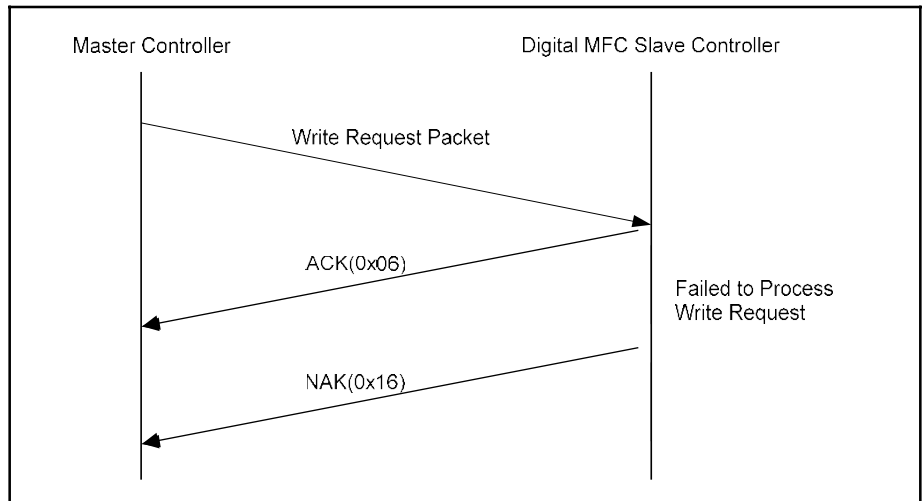 Master Controller
Digital MFC Slave Controller
Write Request Packet
ACK(0x06)
Failed to Process
Write Request
NAK(0x16)